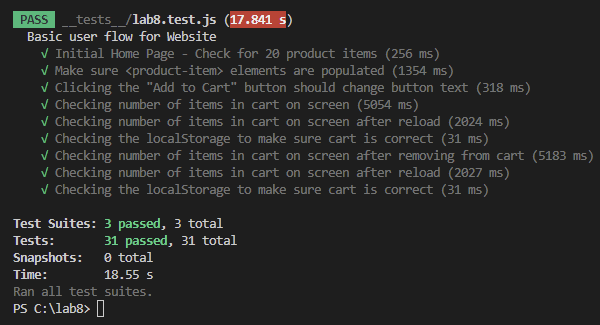 PASS __tests__/lab8.test.js (17.841 s)
Basic user flow for Website
√ Initial Home Page - Check for 20 product items (256 ms)
√ Make sure <product-item> elements are populated (1354 ms)
√ Clicking the "Add to Cart" button should change button text (318 ms)
√ Checking number of items in cart on screen (5054 ms)
√ Checking number of items in cart on screen after reload (2024 ms)
√ Checking the localStorage to make sure cart is correct (31 ms)
√ Checking number of items in cart on screen after removing from cart (5183 ms)
√ Checking number of items in cart on screen after reload (2027 ms)
√ Checking the localStorage to make sure cart is correct (31 ms)
Test Suites: 3 passed, 3 total
Tests: 31 passed, 31 total
Snapshots: 0 total
Time: 18.55 s
Ran all test suites.
PS C:\lab8>